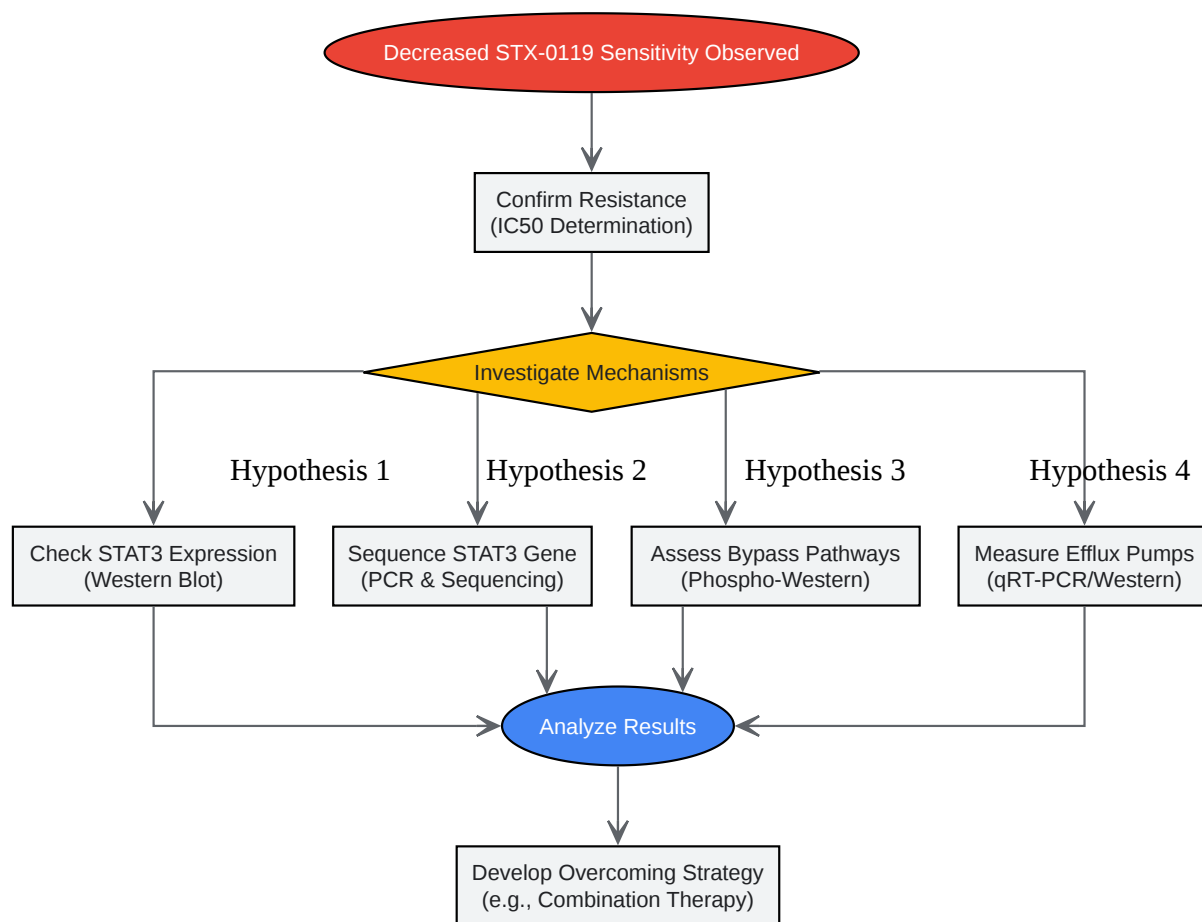 Decreased STX-0119 Sensitivity Observed
Confirm Resistance
(IC50 Determination)
Investigate Mechanisms
Hypothesis 1
Hypothesis 2
Hypothesis 3
Hypothesis 4
Check STAT3 Expression
(Western Blot)
Sequence STAT3 Gene
(PCR & Sequencing)
Assess Bypass Pathways
(Phospho-Western)
Measure Efflux Pumps
(qRT-PCR/Western)
Analyze Results
Develop Overcoming Strategy
(e.g., Combination Therapy)